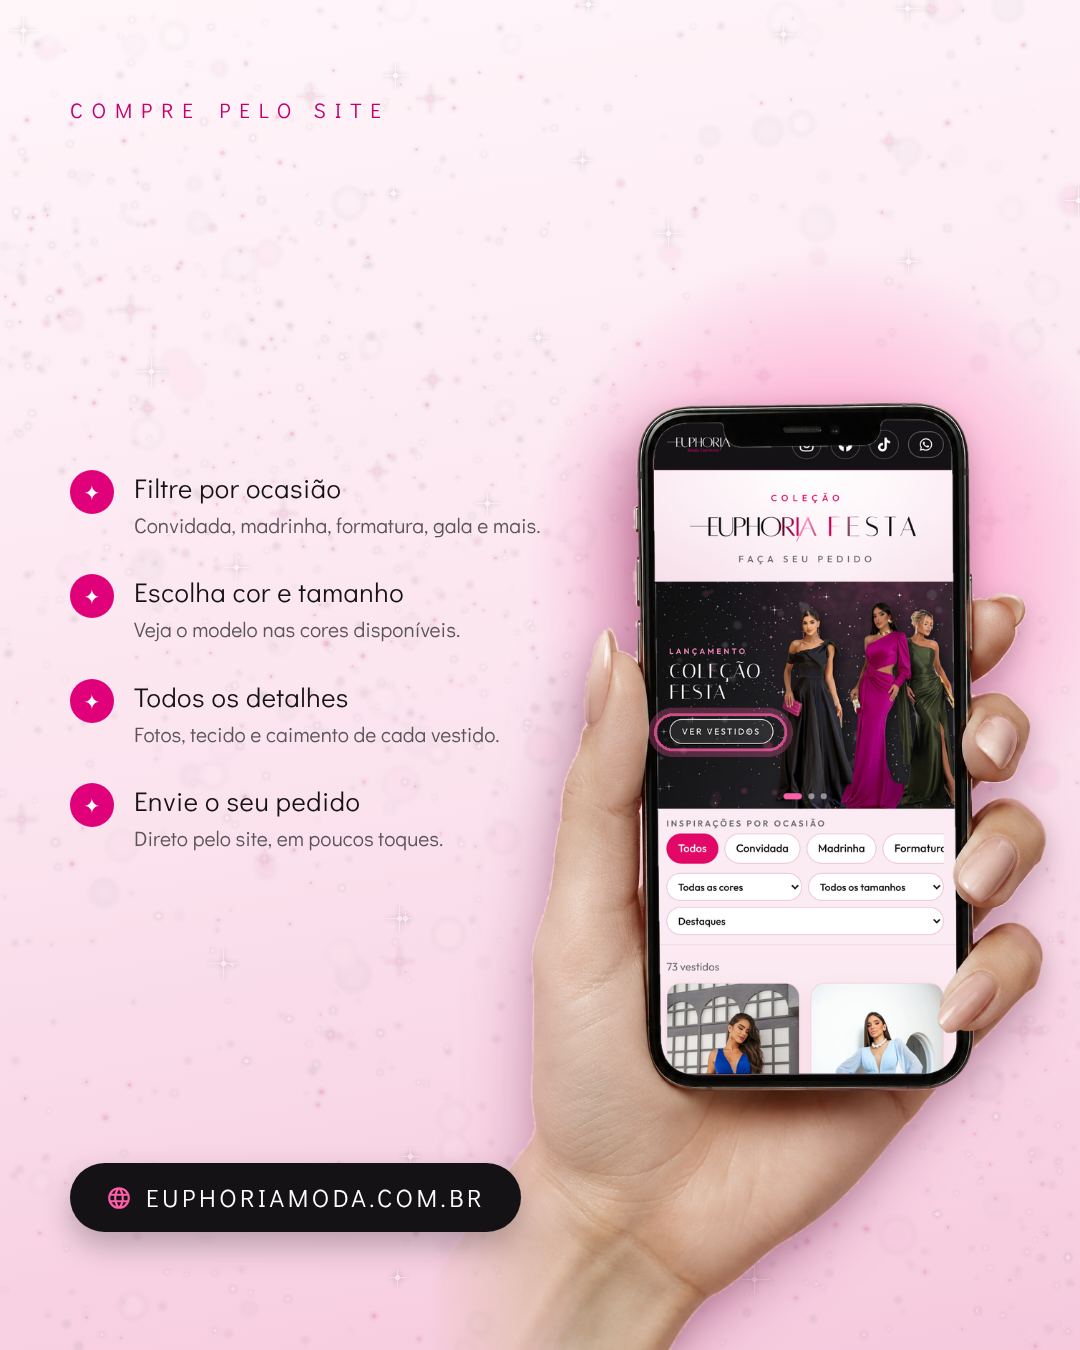 COMPRE PELO SITE
Filtre por ocasião
Convidada, madrinha, formatura, gala e mais.
Escolha cor e tamanho
Veja o modelo nas cores disponíveis.
Todos os detalhes
Fotos, tecido e caimento de cada vestido.
Envie o seu pedido
Direto pelo site, em poucos toques.
EUPHORIAMODA.COM.BR
EUPHORIA
COLEÇÃO
EUPHORIA FESTA
FAÇA SEU PEDIDO
LANÇAMENTO
COLEÇÃO
FESTA
VER VESTIDOS
INSPIRAÇÕES POR OCASIÃO
Todos Convidada Madrinha Formatura
Todas as cores Todos os tamanhos
Destaques
73 vestidos